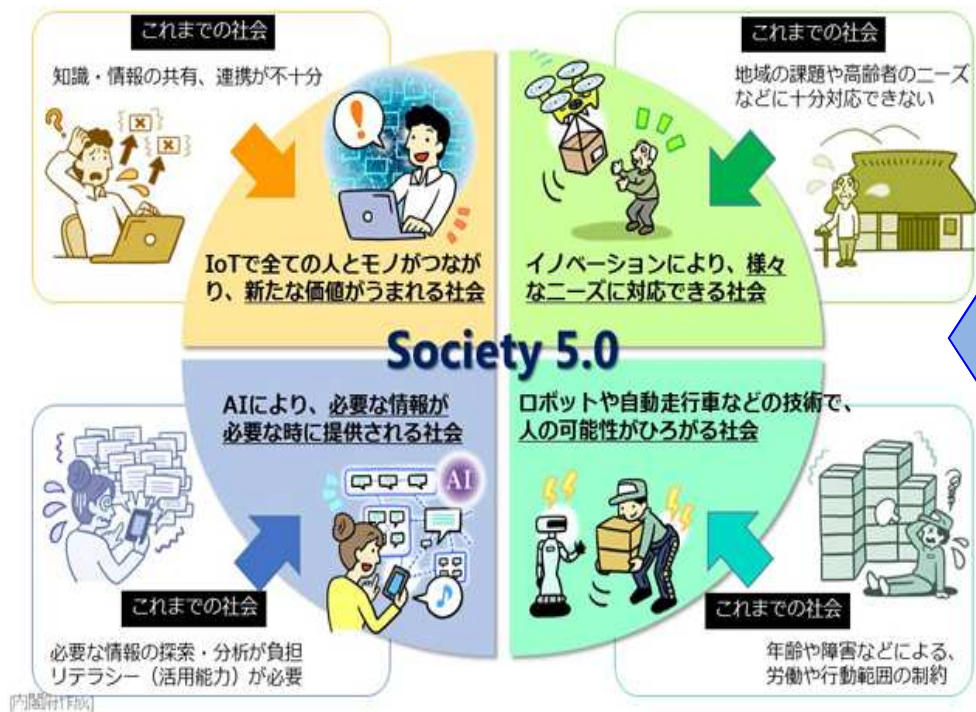 これまでの社会
知識・情報の共有、連携が不十分
これまでの社会
地域の課題や高齢者のニーズ
などに十分対応できない
IoTで全ての人とモノがつなが
り、新たな価値がうまれる社会
イノベーションにより、様々
なニーズに対応できる社会
Society 5.0
AIにより、必要な情報が
必要な時に提供される社会
ロボットや自動走行車などの技術で、
人の可能性がひろがる社会
AI
これまでの社会
必要な情報の探索・分析が負担
リテラシー（活用能力）が必要
これまでの社会
年齢や障害などによる、
労働や行動範囲の制約
[内閣府作成]